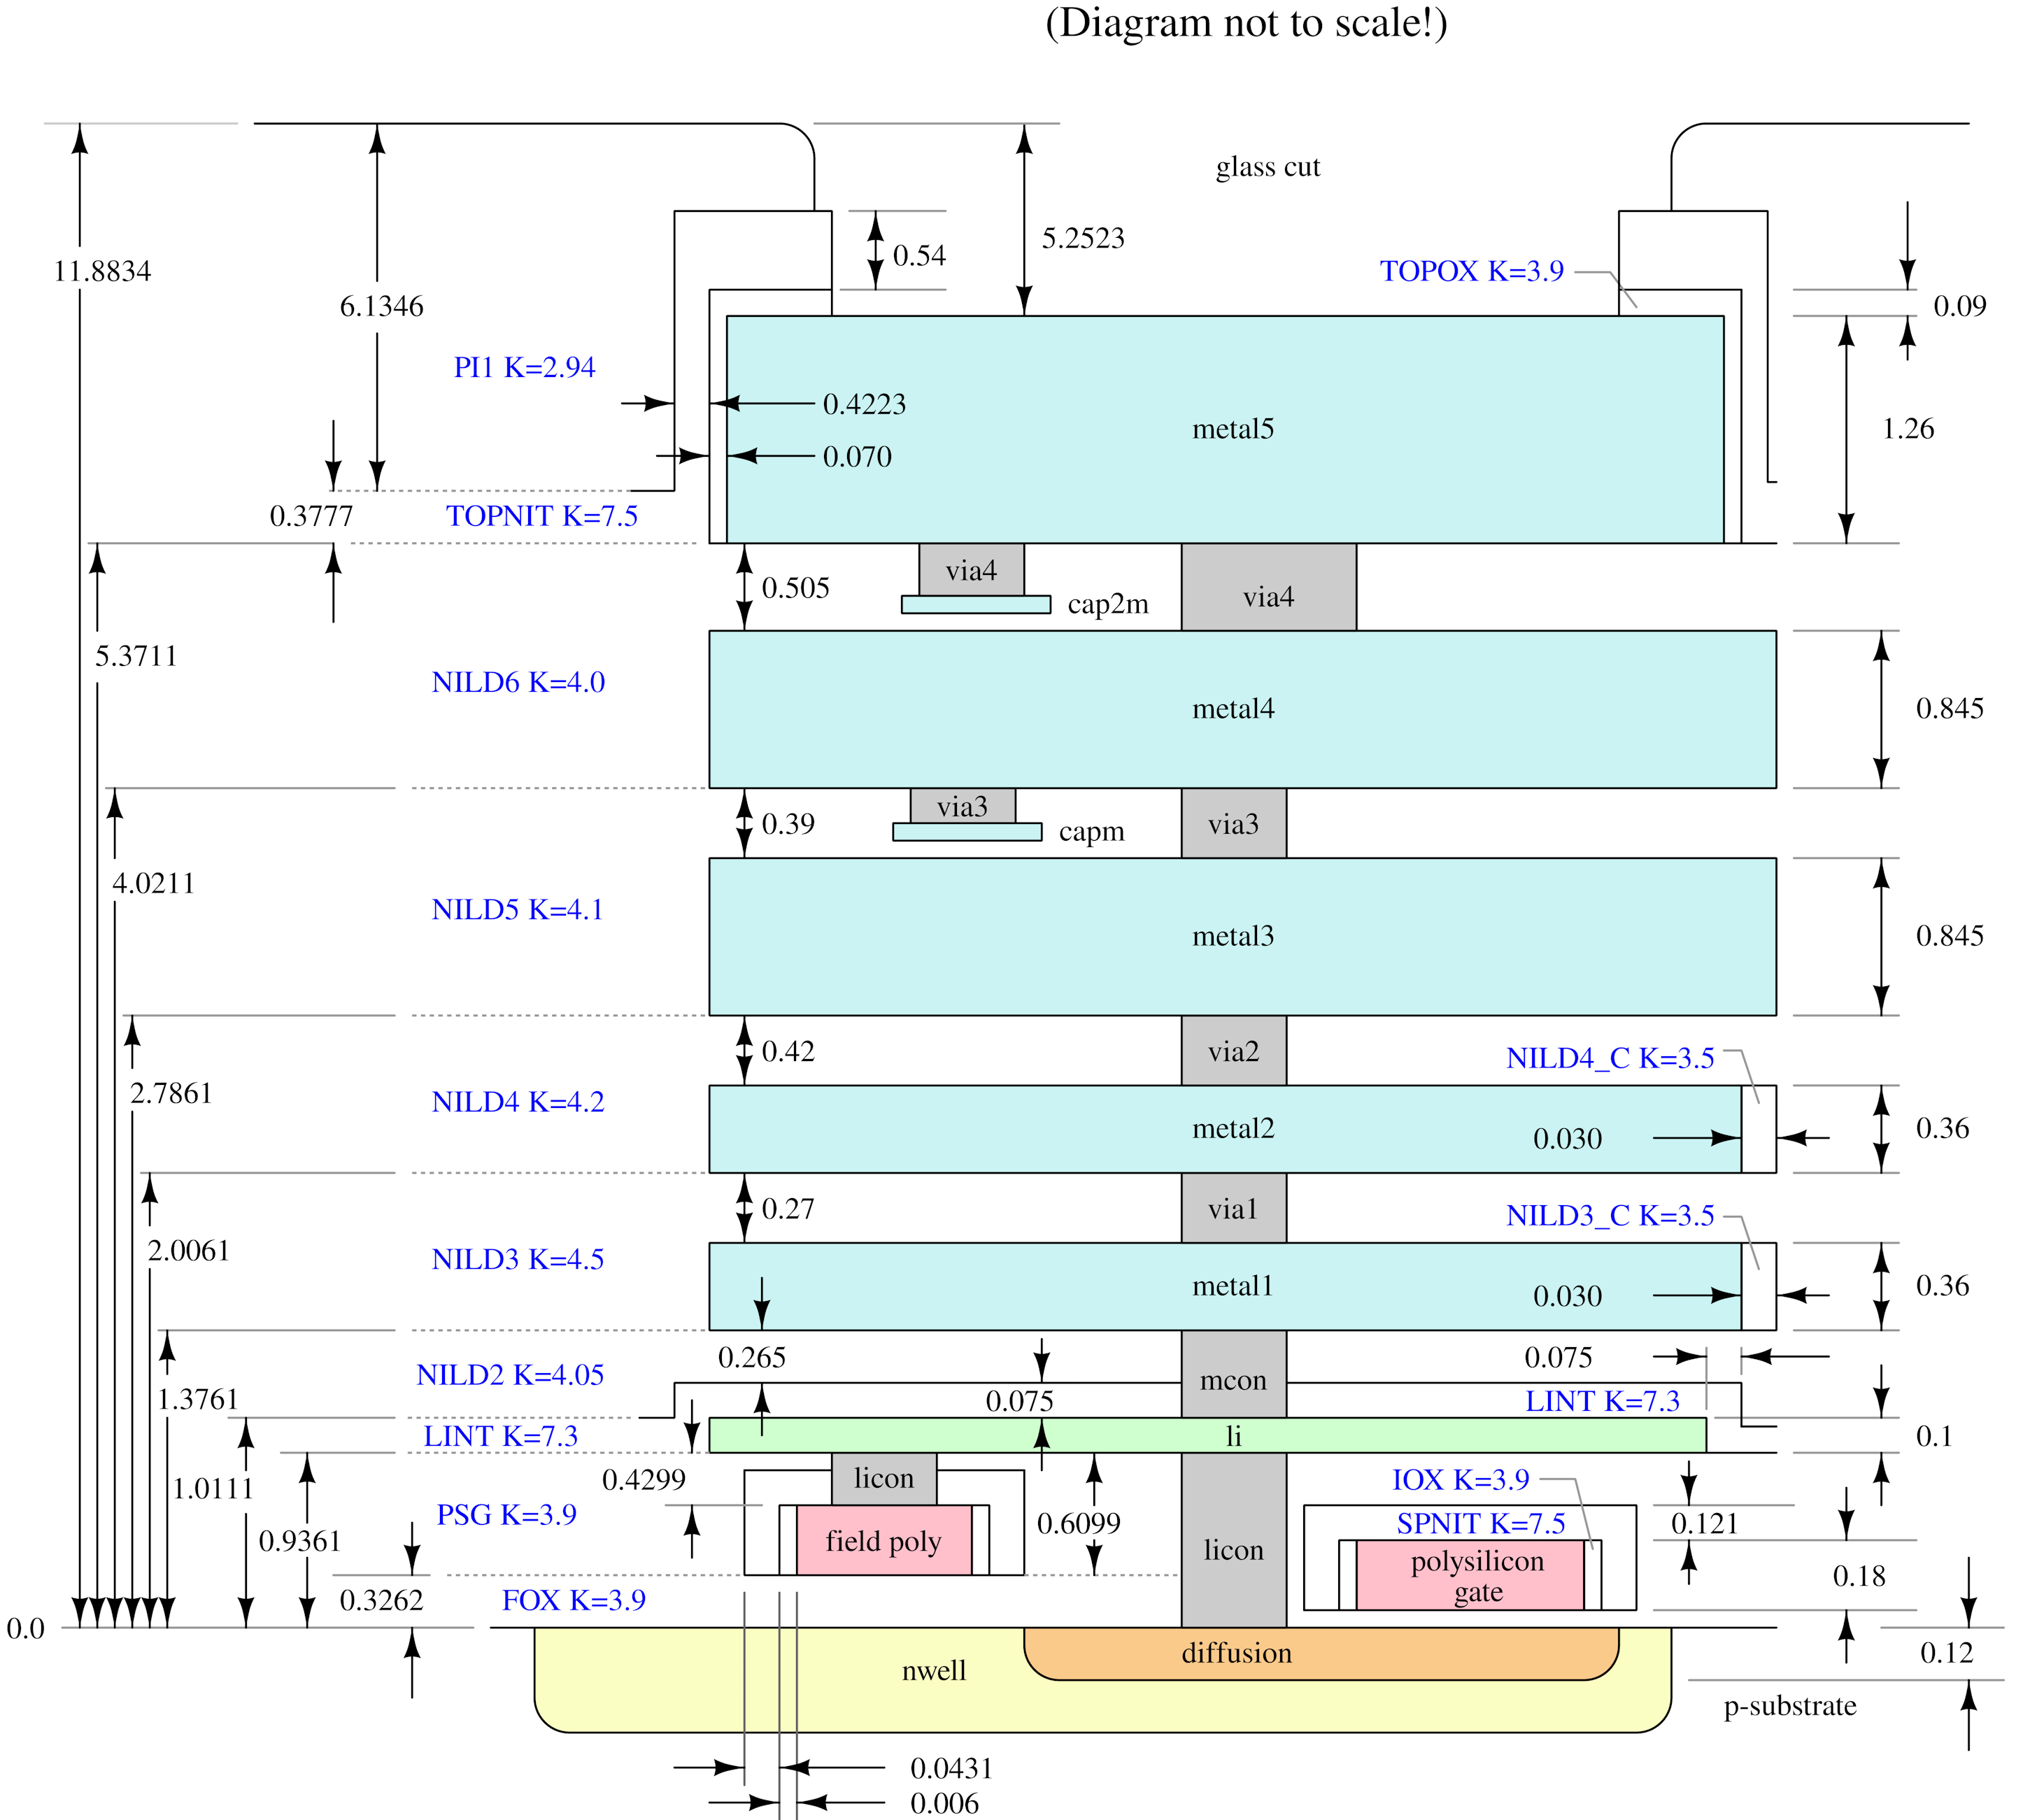 (Diagram not to scale!)
glass cut
5.2523
0.54
11.8834
TOPOX K=3.9
6.1346
0.09
PI1 K=2.94
0.4223
metal5
1.26
0.070
0.3777
TOPNIT K=7.5
via4
0.505
via4
cap2m
5.3711
NILD6 K=4.0
metal4
0.845
via3
0.39
via3
capm
4.0211
NILD5 K=4.1
metal3
0.845
0.42
via2
NILD4_C K=3.5
2.7861
NILD4 K=4.2
metal2
0.36
0.030
0.27
via1
NILD3_C K=3.5
2.0061
NILD3 K=4.5
metal1
0.36
0.030
0.265
0.075
NILD2 K=4.05
mcon
1.3761
0.075
LINT K=7.3
LINT K=7.3
li
0.1
0.4299
licon
IOX K=3.9
1.0111
PSG K=3.9
0.6099
SPNIT K=7.5
0.121
0.9361
field poly
licon
polysilicon
gate
0.18
0.3262
FOX K=3.9
0.0
diffusion
0.12
nwell
p-substrate
0.0431
0.006